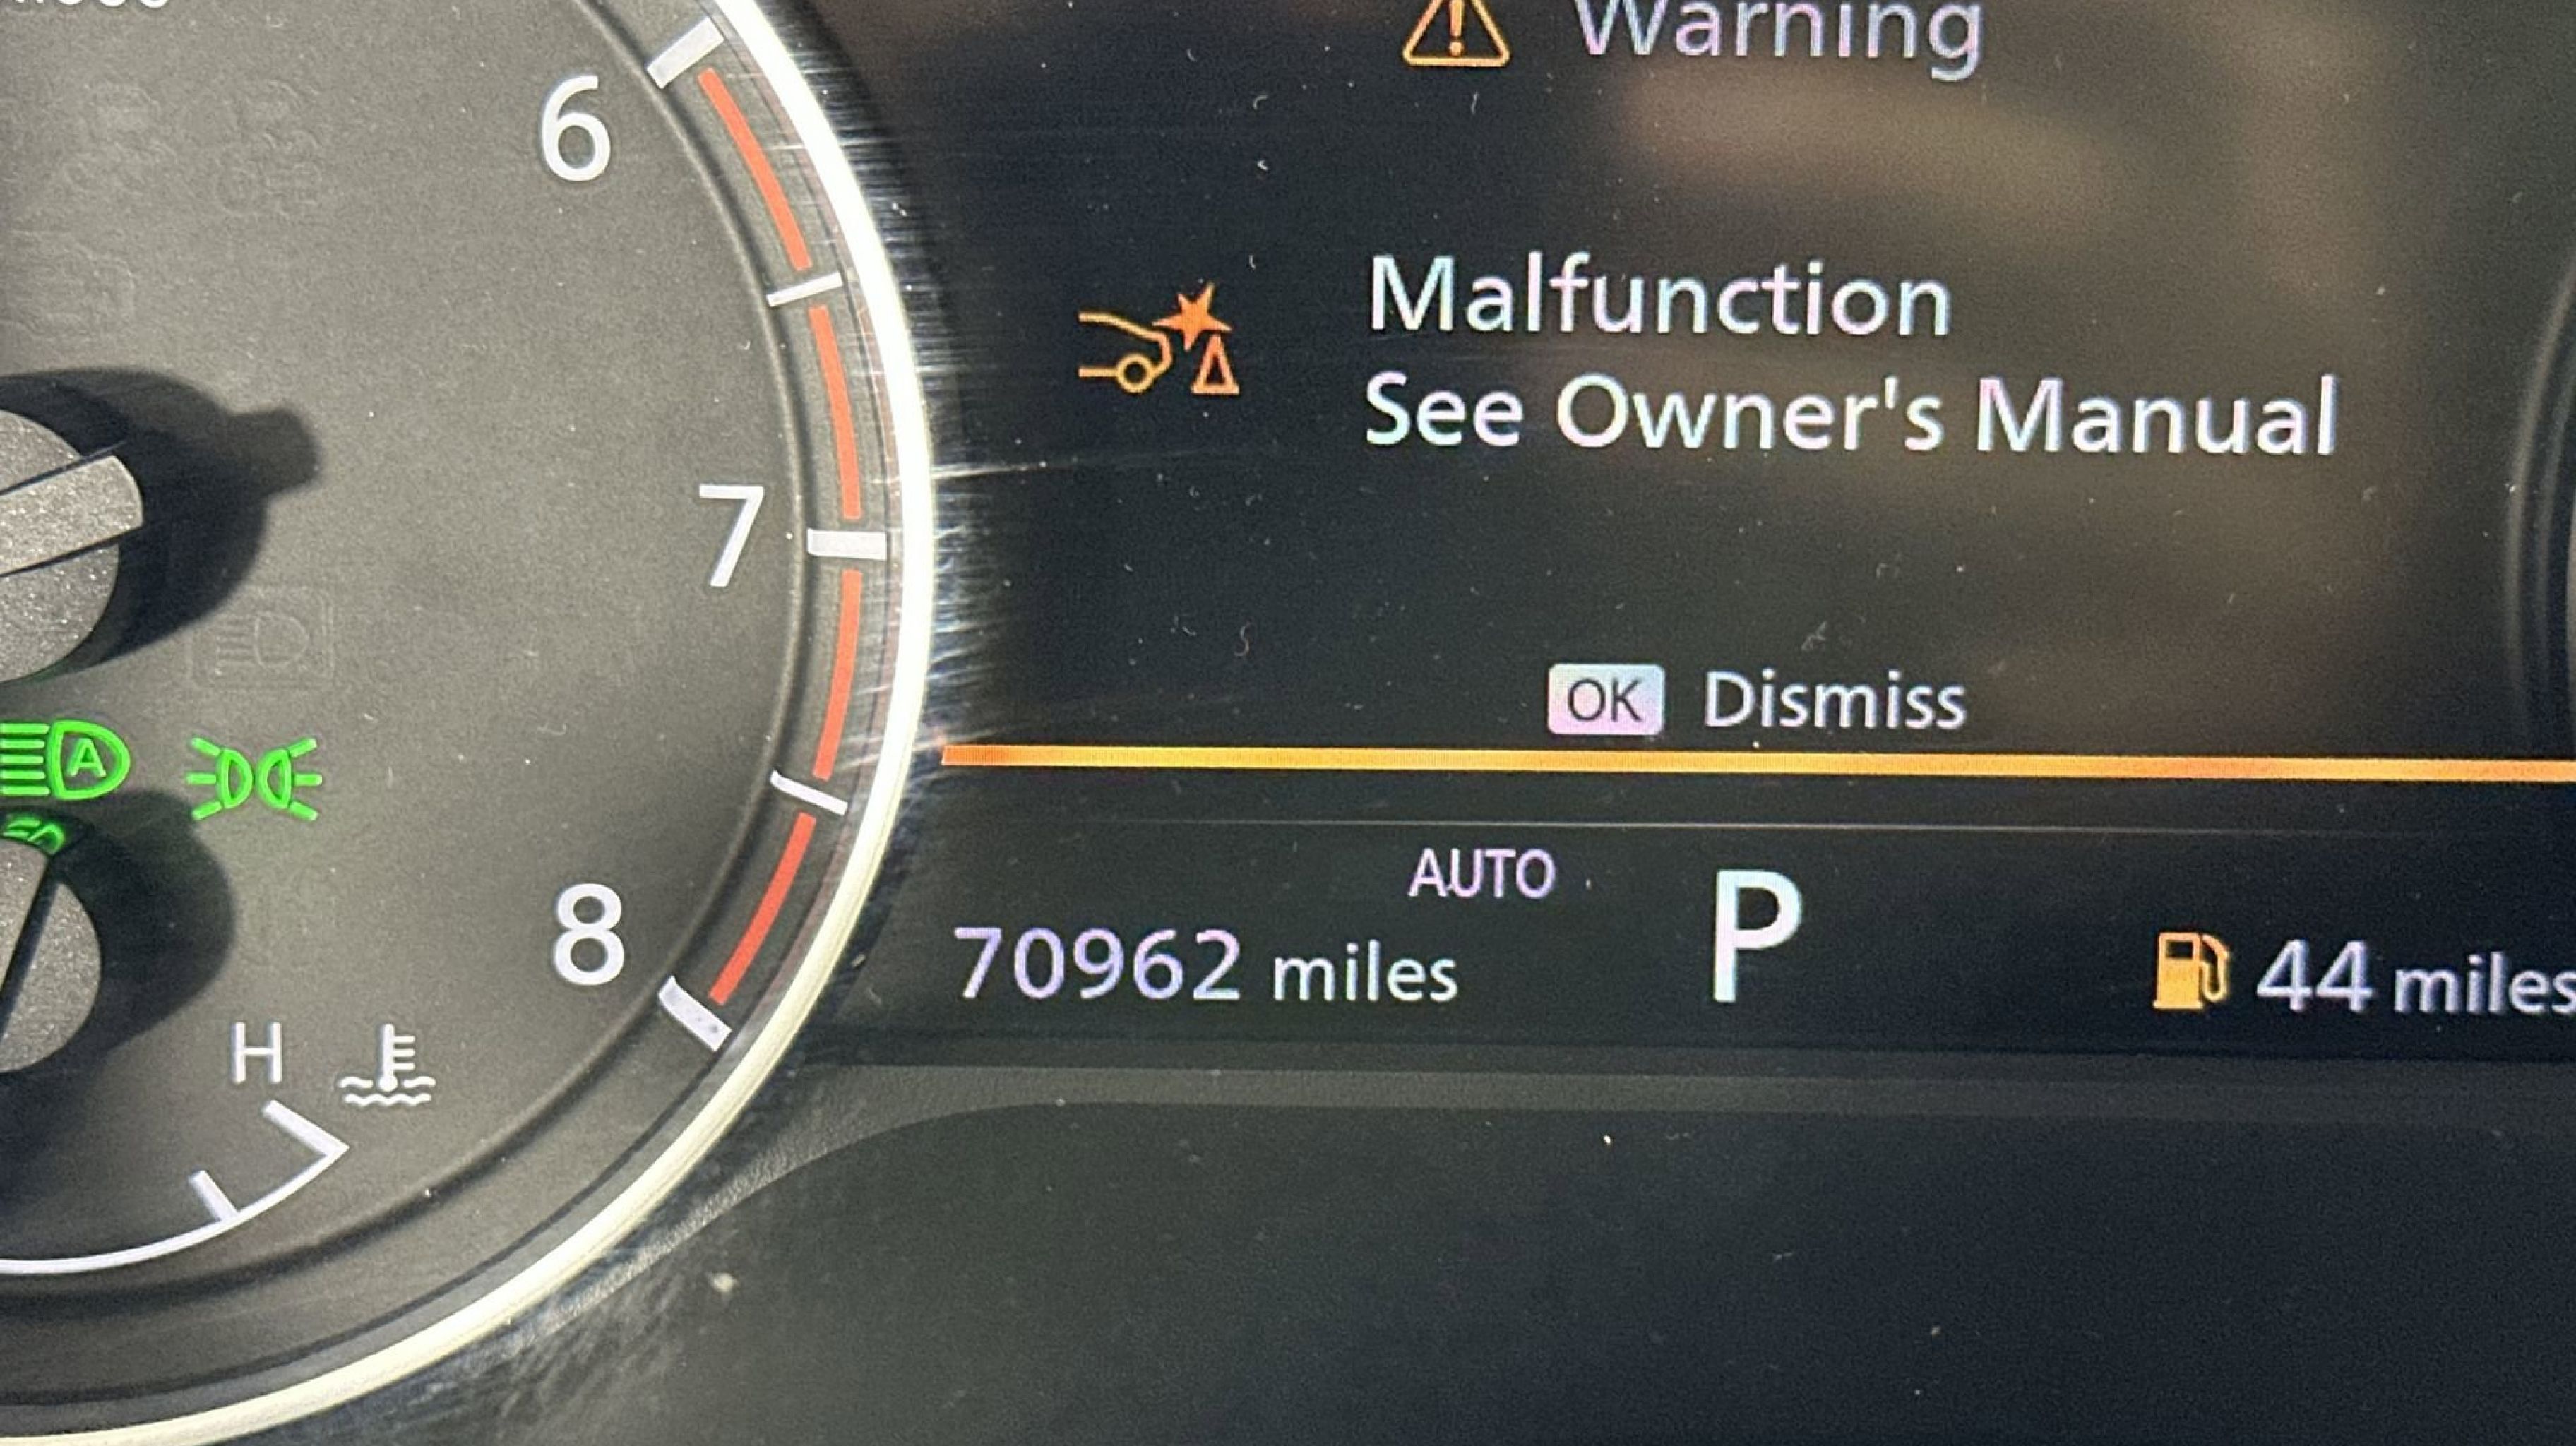 Warning
6
Malfunction
See Owner's Manual
7
OK Dismiss
A
AUTO
8
70962 miles P 44 miles
H